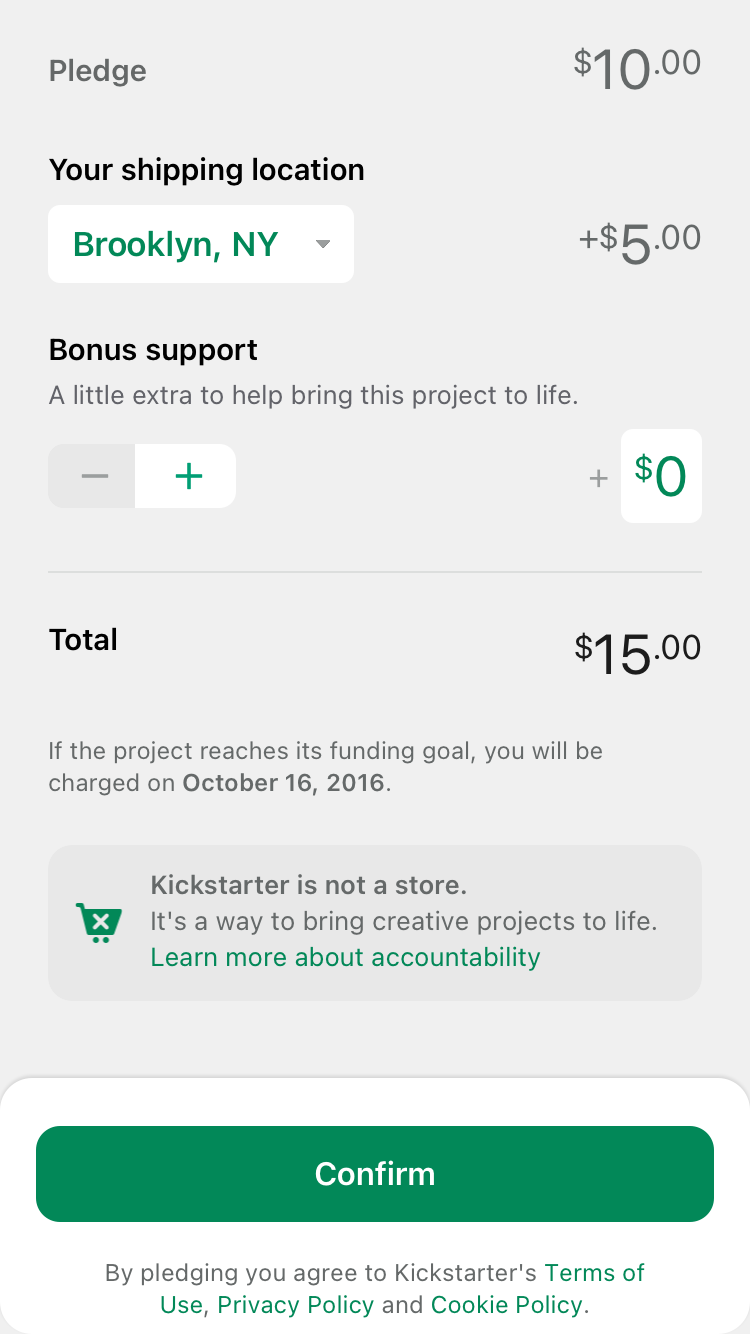 Pledge $10.00
Your shipping location
Brooklyn, NY +$5.00
Bonus support
A little extra to help bring this project to life.
− + + $0
Total $15.00
If the project reaches its funding goal, you will be
charged on October 16, 2016.
Kickstarter is not a store.
It's a way to bring creative projects to life.
Learn more about accountability
Confirm
By pledging you agree to Kickstarter's Terms of
Use, Privacy Policy and Cookie Policy.